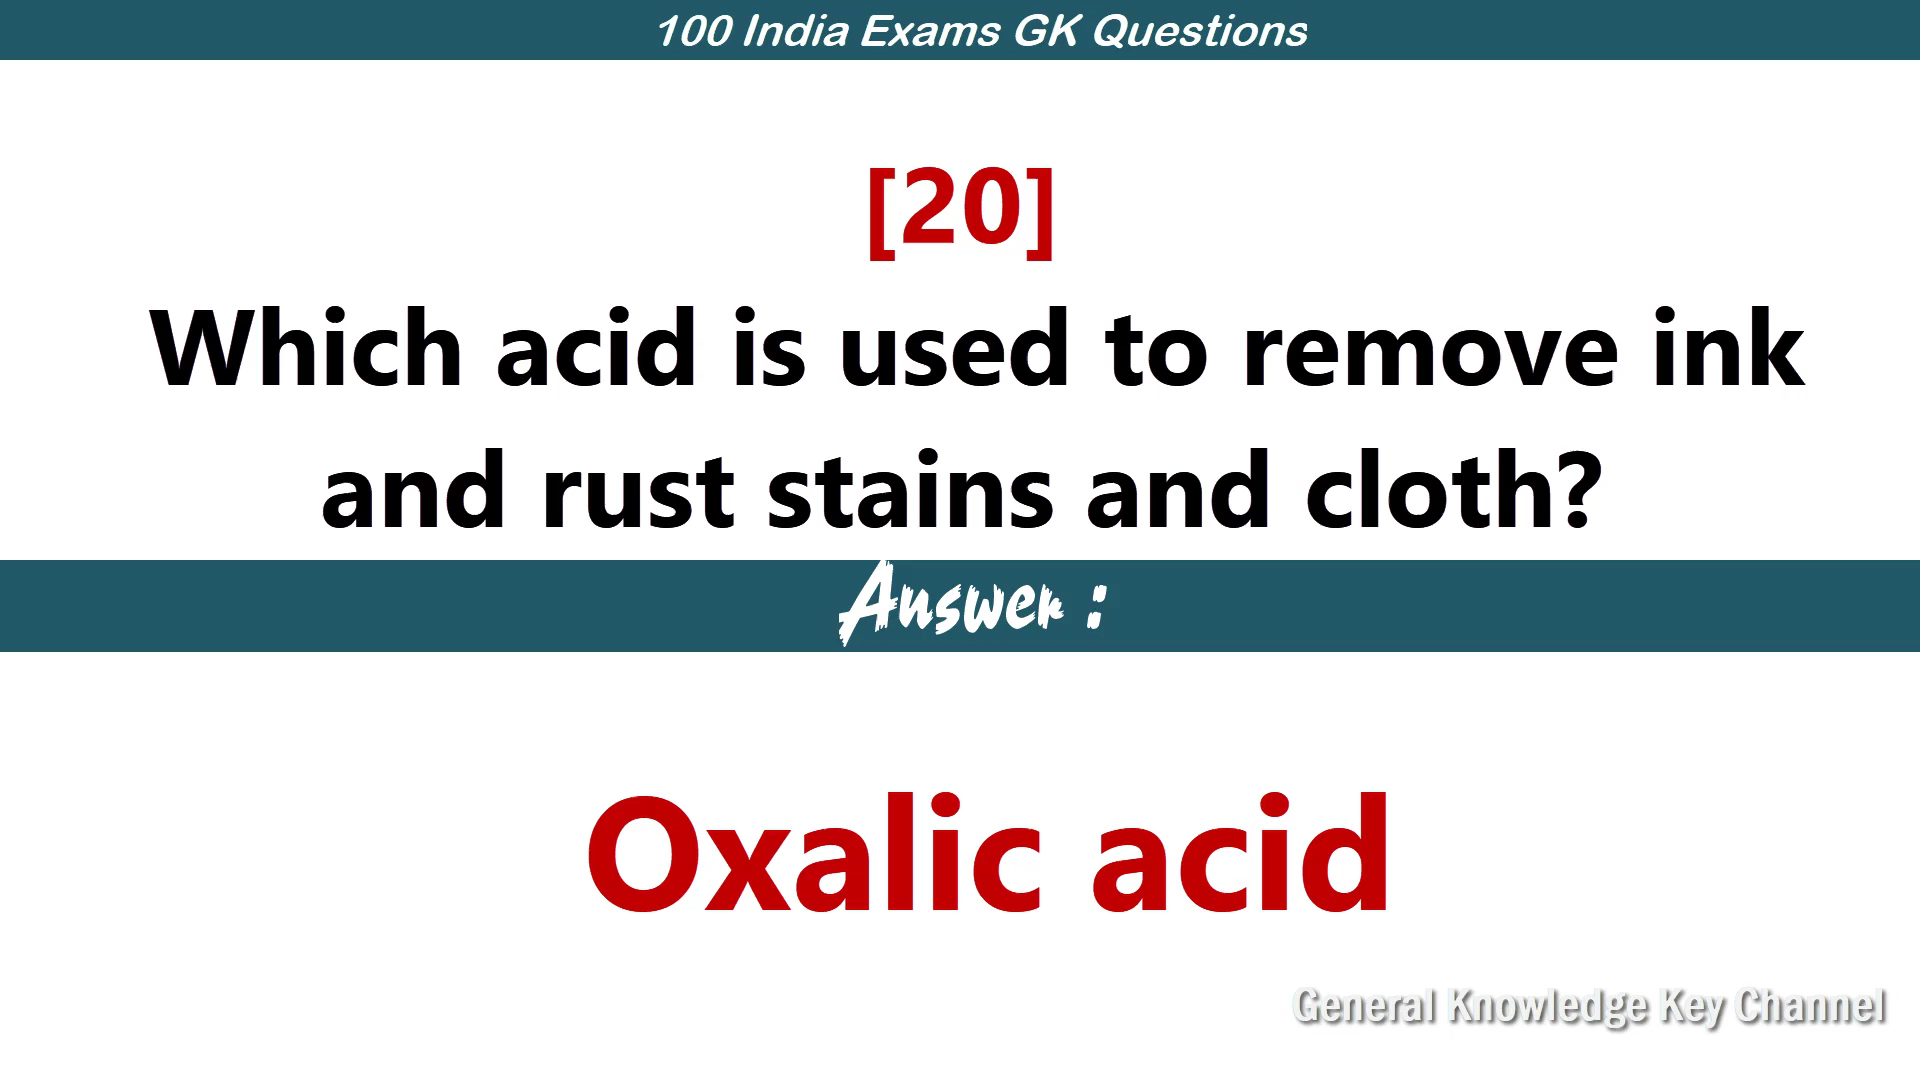 100 India Exams GK Questions
[20]
Which acid is used to remove ink
and rust stains and cloth?
Answer :
Oxalic acid
General Knowledge Key Channel